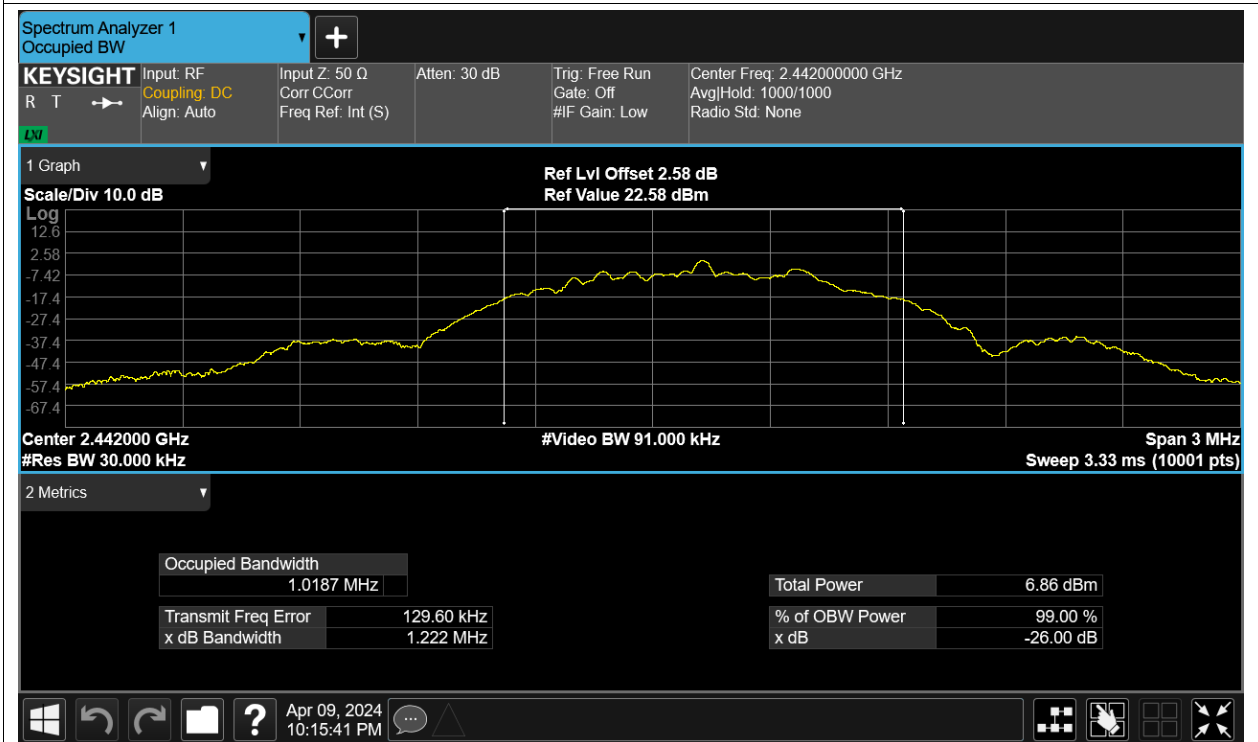 Spectrum Analyzer 1
Occupied BW
KEYSIGHT
R T
LXI
Input: RF
Coupling: DC
Align: Auto
Input Z: 50 Ω
Corr CCorr
Freq Ref: Int (S)
Atten: 30 dB
Trig: Free Run
Gate: Off
#IF Gain: Low
Center Freq: 2.442000000 GHz
Avg|Hold: 1000/1000
Radio Std: None
1 Graph
Scale/Div 10.0 dB
Ref Lvl Offset 2.58 dB
Ref Value 22.58 dBm
Log
12.6
2.58
-7.42
-17.4
-27.4
-37.4
-47.4
-57.4
-67.4
Center 2.442000 GHz
#Video BW 91.000 kHz
Span 3 MHz
#Res BW 30.000 kHz
Sweep 3.33 ms (10001 pts)
2 Metrics
Occupied Bandwidth
1.0187 MHz
Total Power 6.86 dBm
Transmit Freq Error 129.60 kHz
% of OBW Power 99.00 %
x dB Bandwidth 1.222 MHz
x dB -26.00 dB
?
Apr 09, 2024
10:15:41 PM